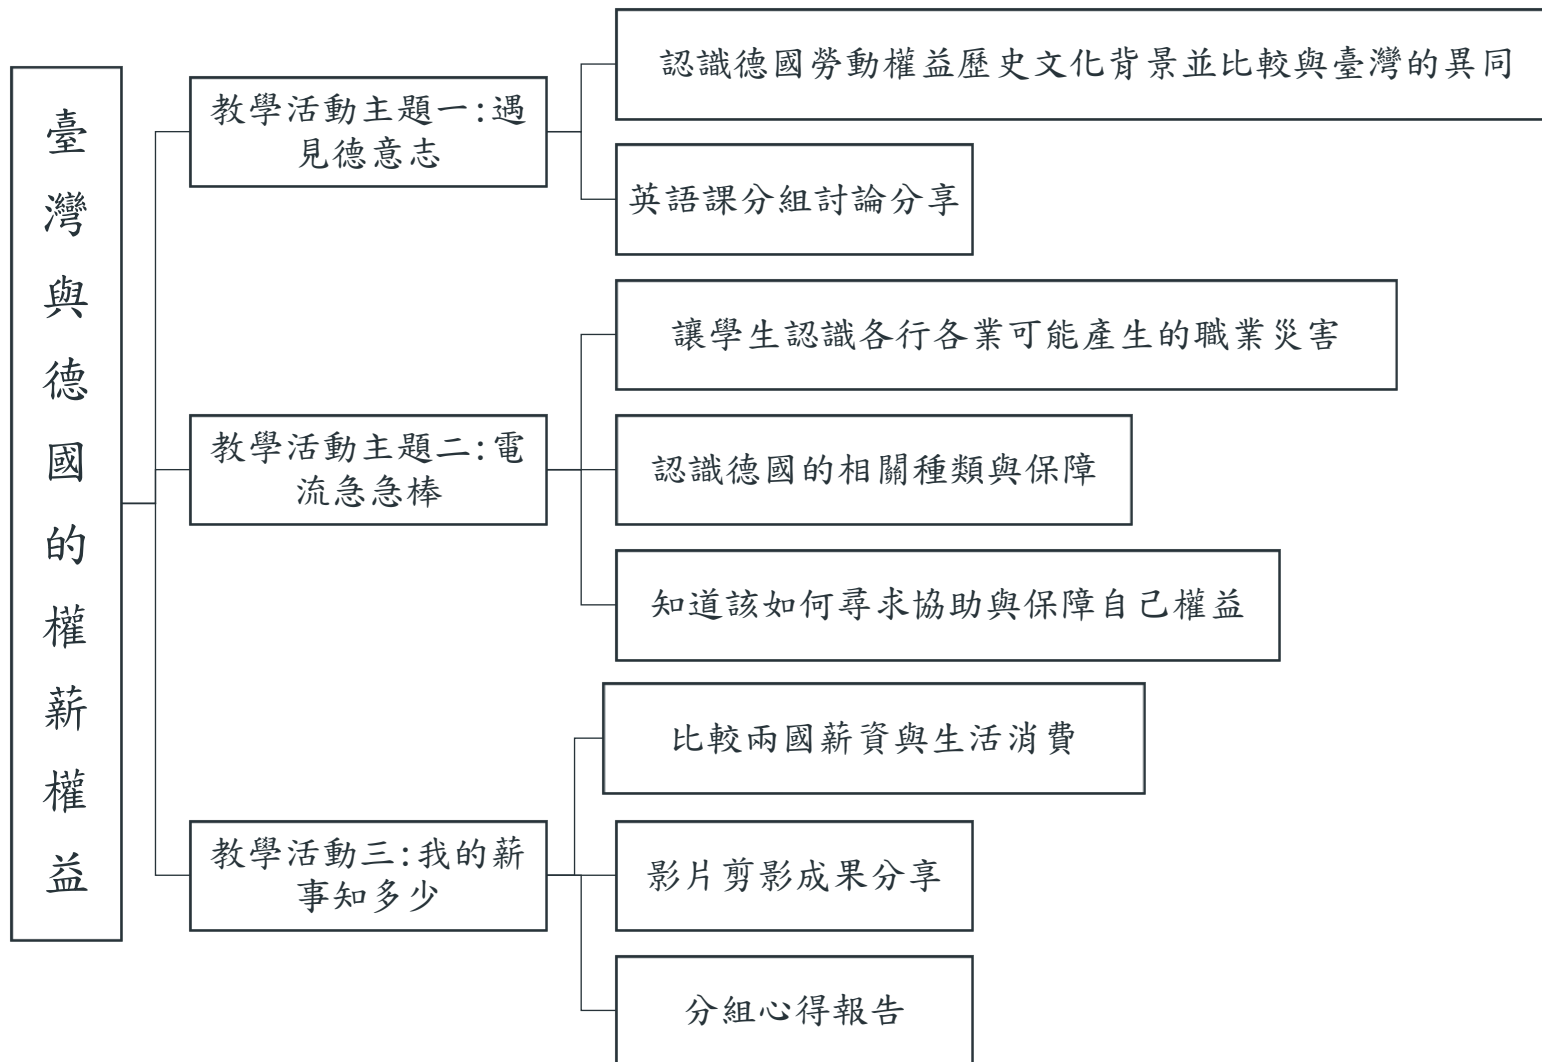 臺灣與德國的權薪權益
教學活動主題一:遇
見德意志
認識德國勞動權益歷史文化背景並比較與臺灣的異同
英語課分組討論分享
教學活動主題二:電
流急急棒
讓學生認識各行各業可能產生的職業災害
認識德國的相關種類與保障
知道該如何尋求協助與保障自己權益
教學活動三:我的薪
事知多少
比較兩國薪資與生活消費
影片剪影成果分享
分組心得報告